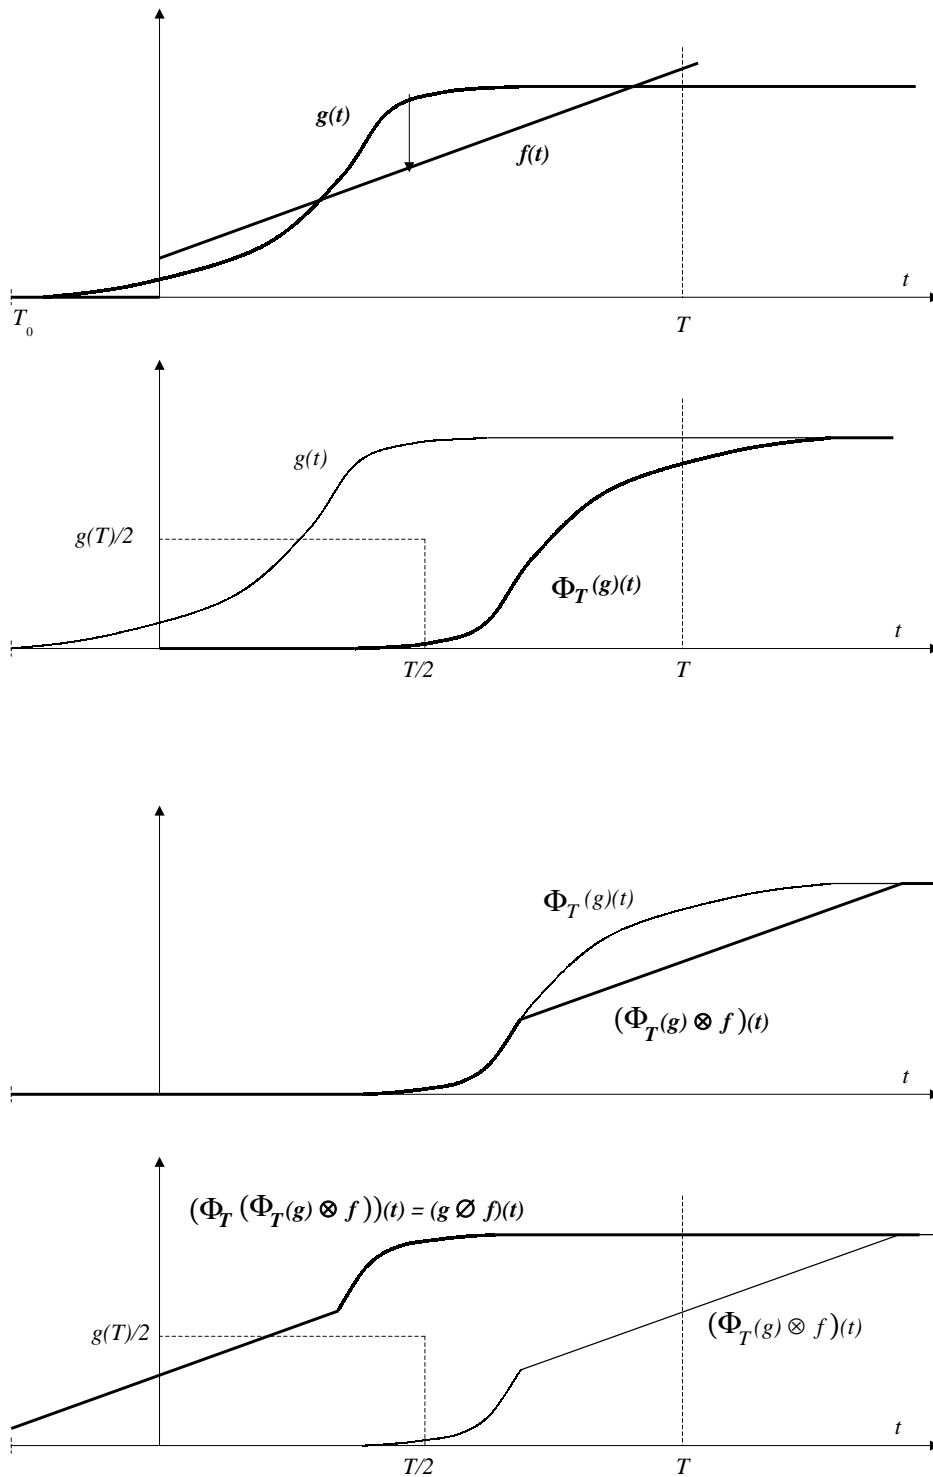 g(t)
f(t)
t
T₀
T
g(t)
g(T)/2
Φ_T (g)(t)
t
T/2
T
Φ_T (g)(t)
(Φ_T(g) ⊗ f )(t)
t
(Φ_T (Φ_T(g) ⊗ f ))(t) = (g ∅ f)(t)
g(T)/2
(Φ_T(g) ⊗ f )(t)
t
T/2
T